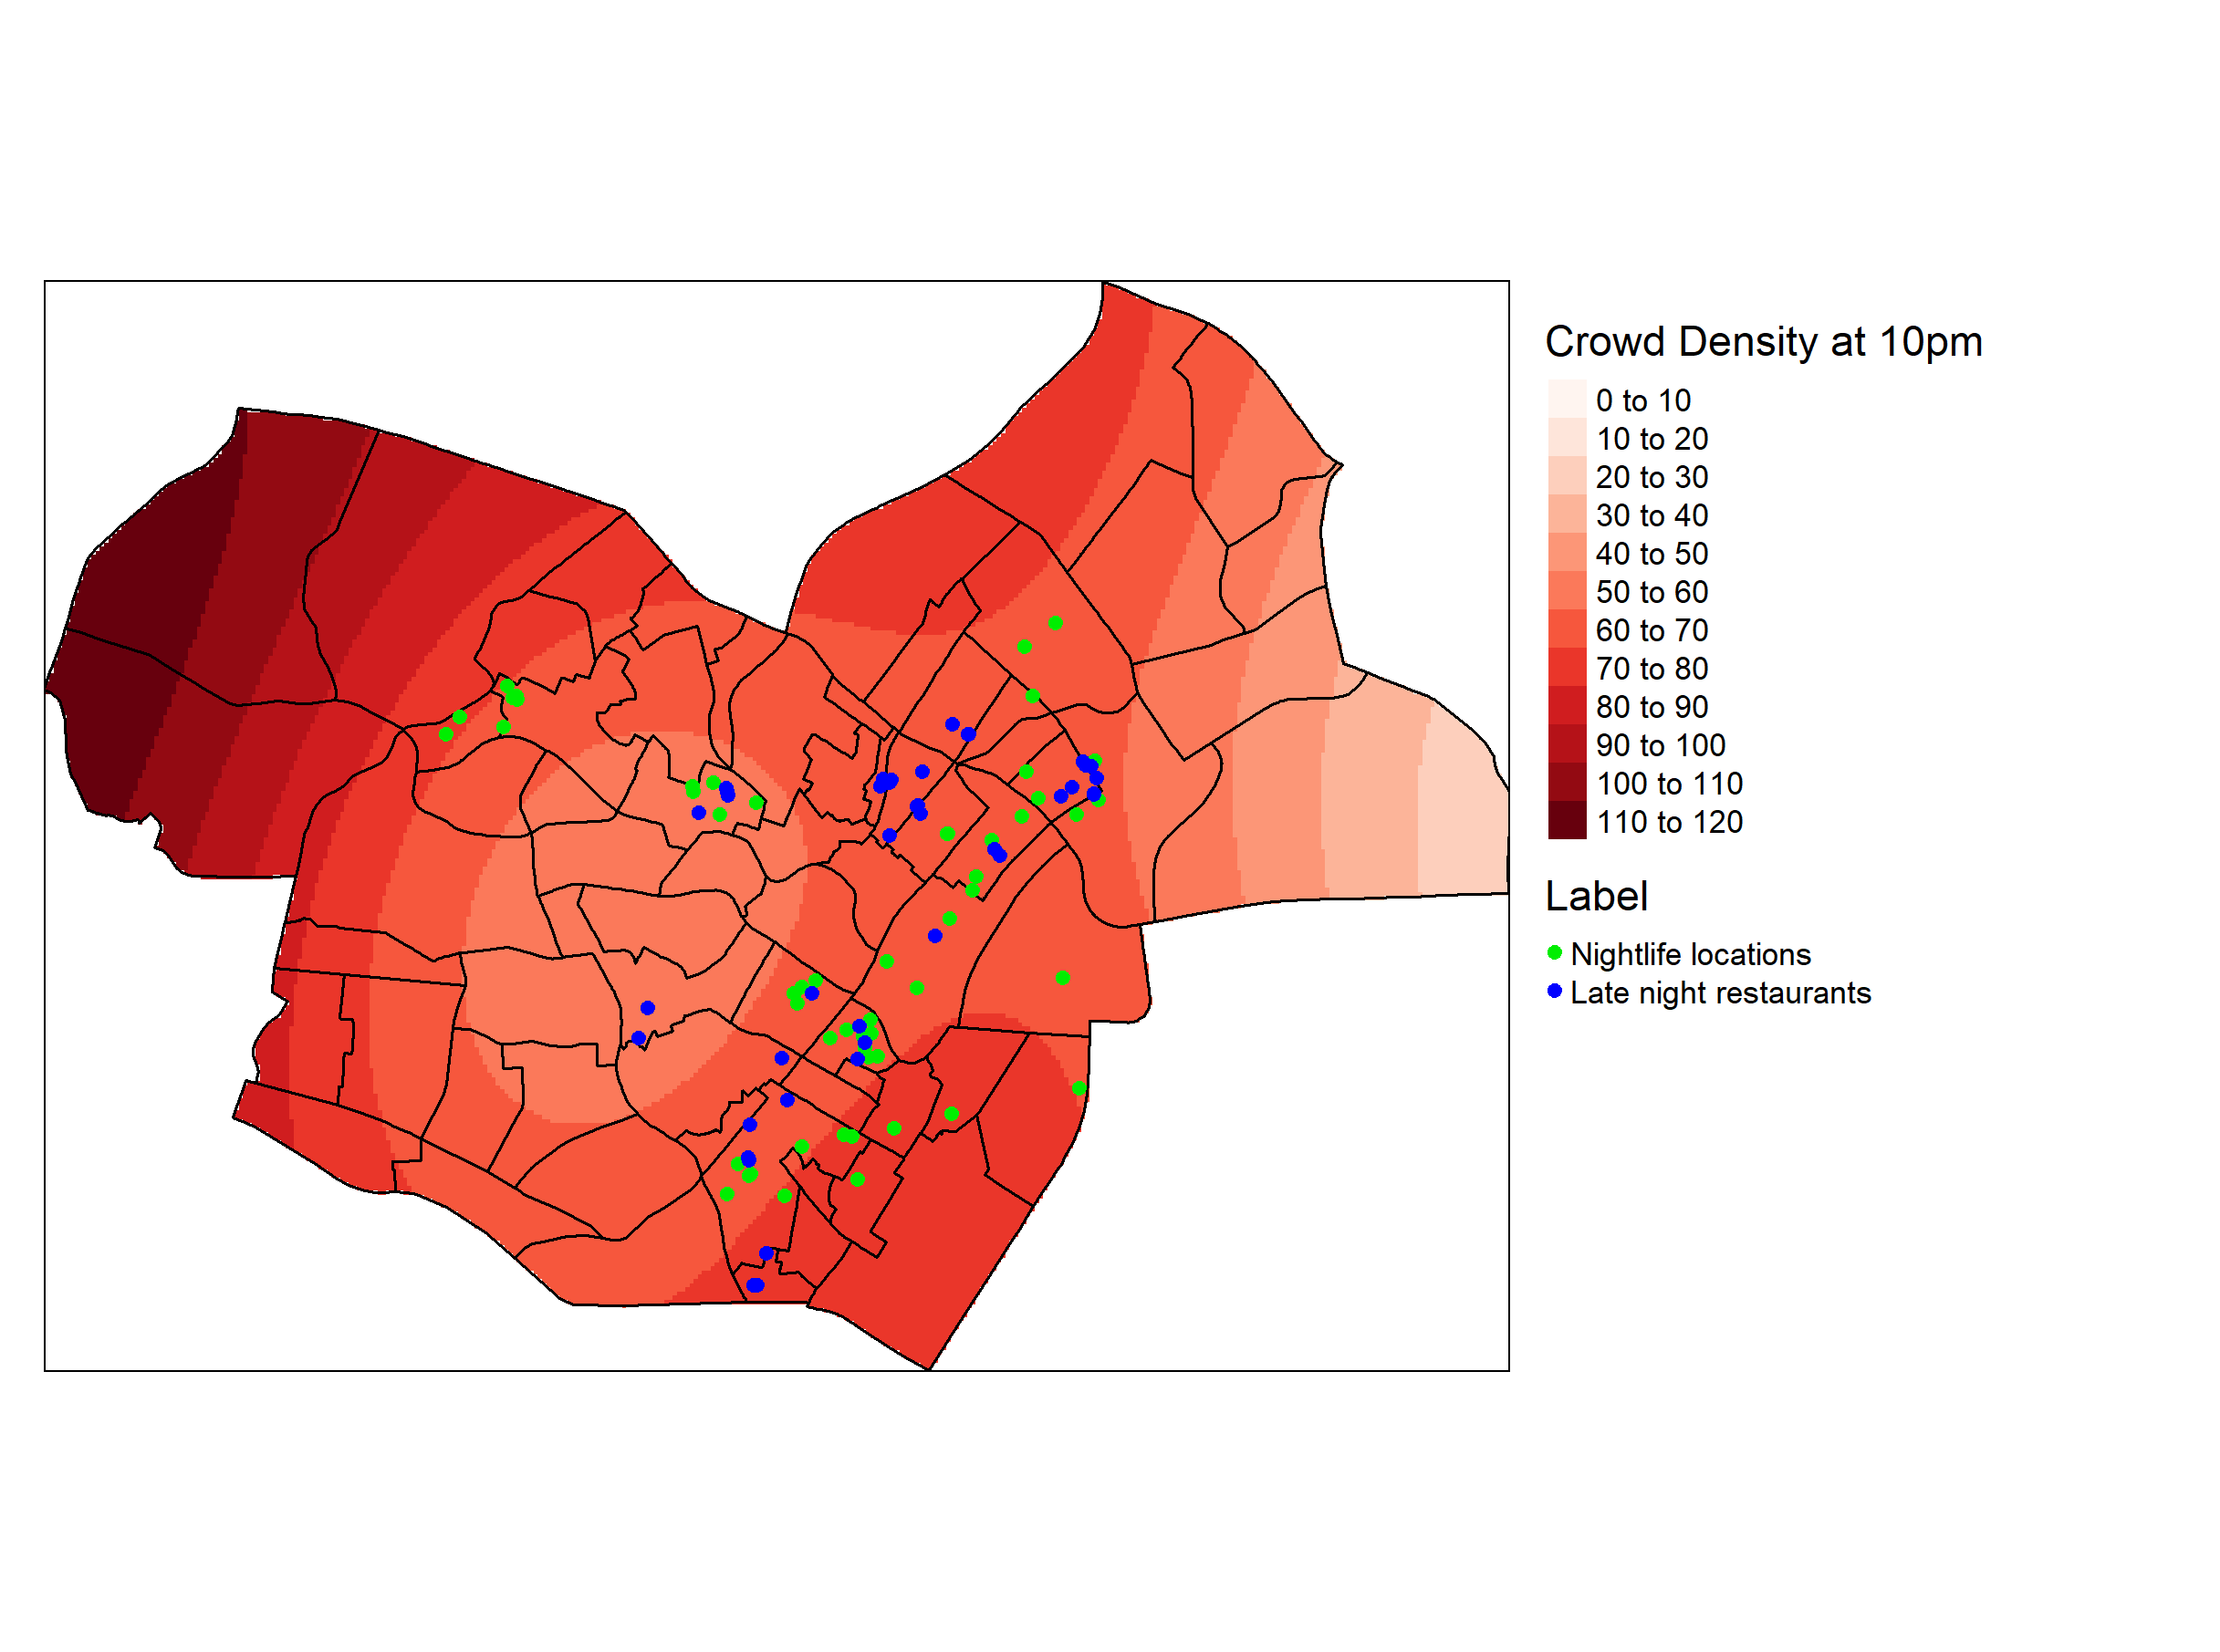 Crowd Density at 10pm
0 to 10
10 to 20
20 to 30
30 to 40
40 to 50
50 to 60
60 to 70
70 to 80
80 to 90
90 to 100
100 to 110
110 to 120
Label
Nightlife locations
Late night restaurants